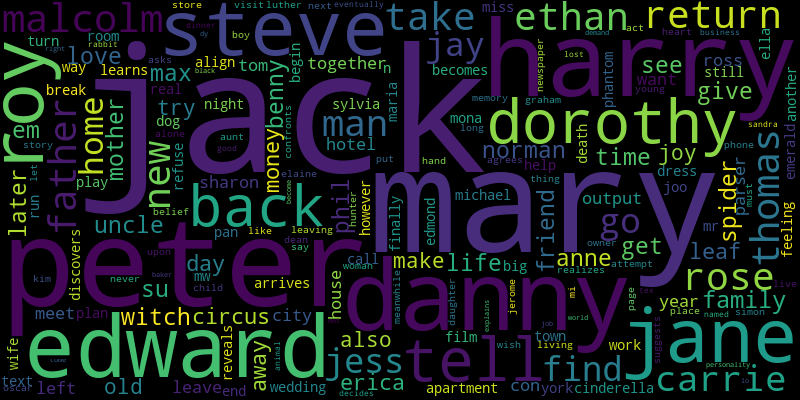 store
visit
luther
next
eventually
malcolm
steve
take
ethan
return
dinner
dy
miss
rabbit
right
turn
room
boy
act
heart
business
love
asks
jay
ella
way
align
tom
begin
together
n
becomes
newspaper
lost
see
ross
another
roy
jack
harry
learns
max
real
black
want
still
demand
young
break
night
benny
sylvia
maria
memory
graham
give
phantom
try
dorothy
em
father
home
mother
dog
alone
aunt
good
confronts
man
mona
long
phone
sandra
story
new
refuse
money
hotel
put
hand
norman
death
time
joy
parser
emerald
play
sharon
phil
agrees
help
dress
must
later
run
let
belief
elaine
become
mary
thing
joo
spider
thomas
back
hunter
however
michael
output
mr
feeling
uncle
like
dean
say
leaving
finally
edmond
friend
go
owner
attempt
leaf
discovers
peter
pan
upon
call
woman
make
life
big
anne
get
realizes
day
mw
child
never
kim
baker
arrives
house
meanwhile
danny
daughter
jerome
mi
page
tex
rose
year
family
live
su
meet
plan
witch
circus
city
edward
town
place
named
simon
jane
reveals
away
also
film
explains
job
world
wish
living
work
suggests
wife
animal
jess
tell
find
personality
text
oscar
left
old
leave
end
wedding
decides
erica
apartment
con
york
cinderella
carrie